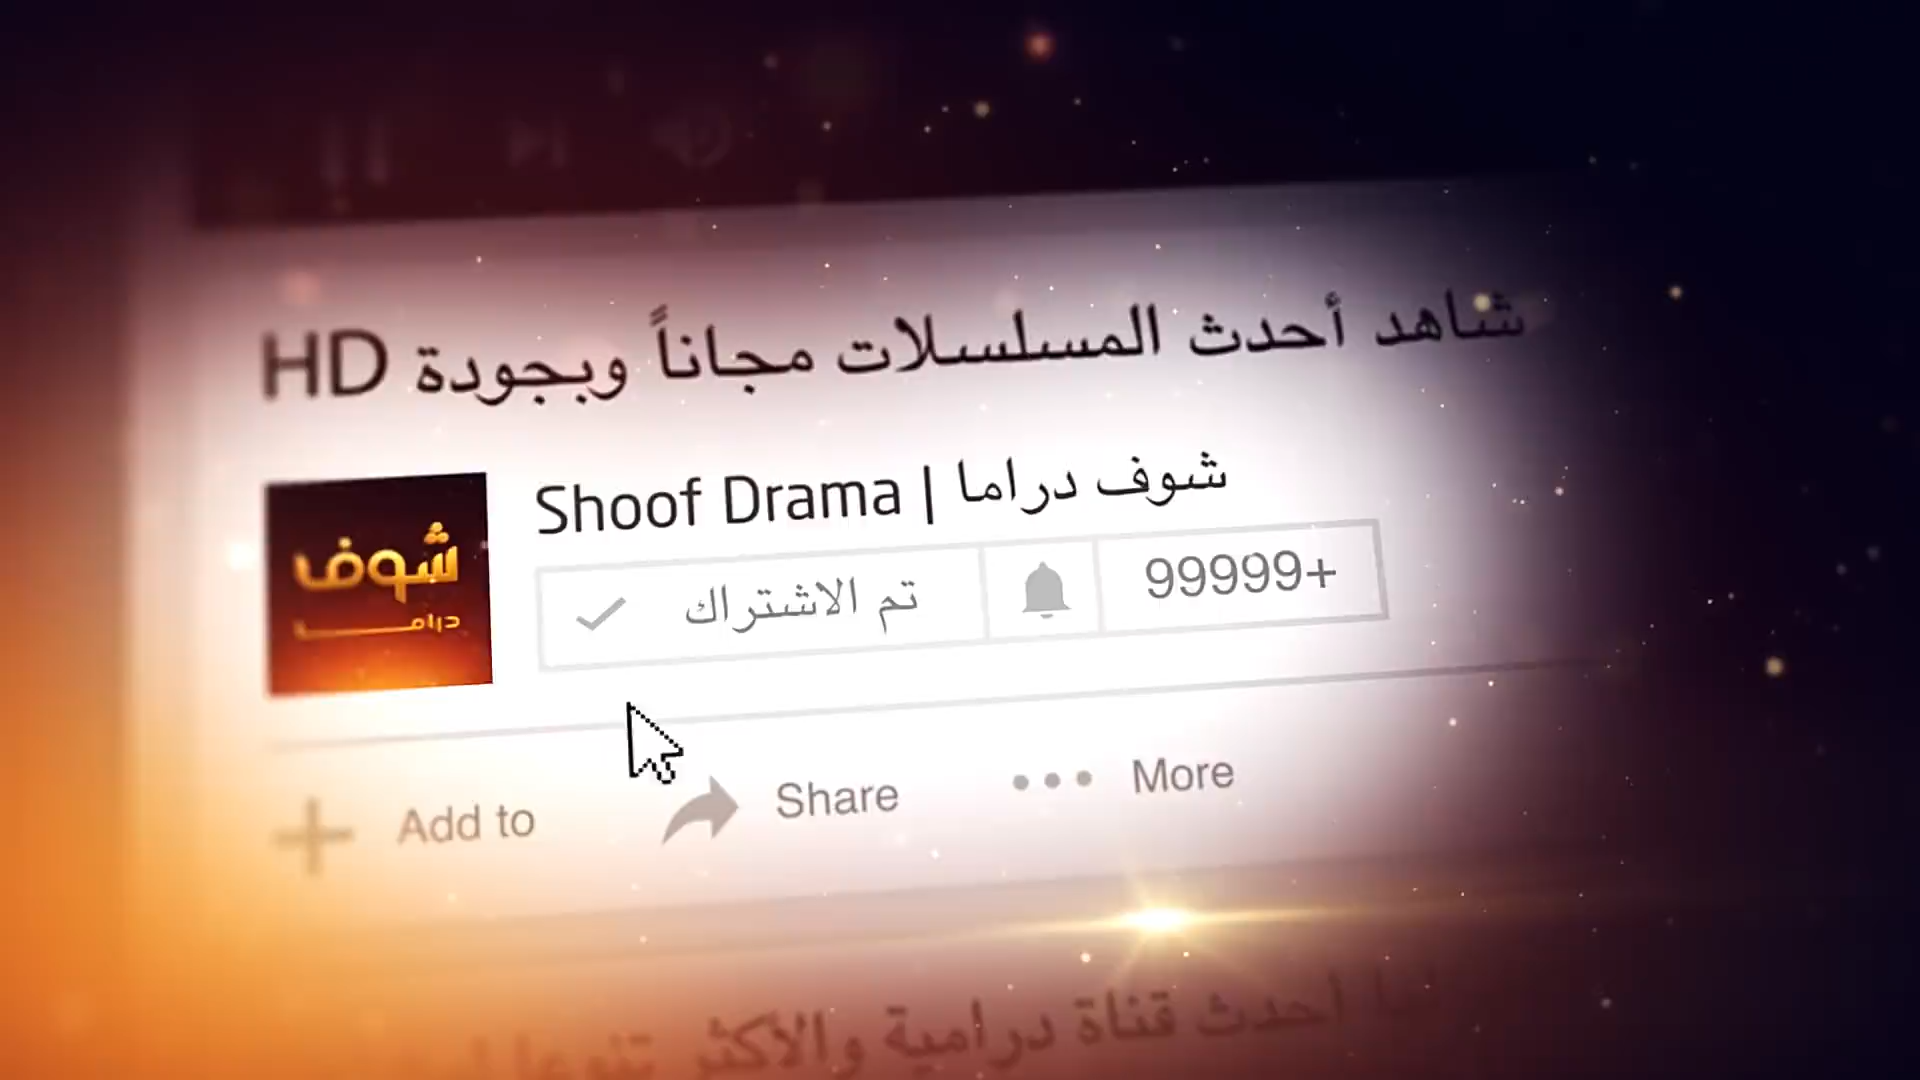 شاهد أحدث المسلسلات مجاناً وبجودة HD
شوف
دراما
Shoof Drama | شوف دراما
تم الاشتراك
99999+
Add to
Share
More
أحدث قناة درامية والأكثر تنوعا